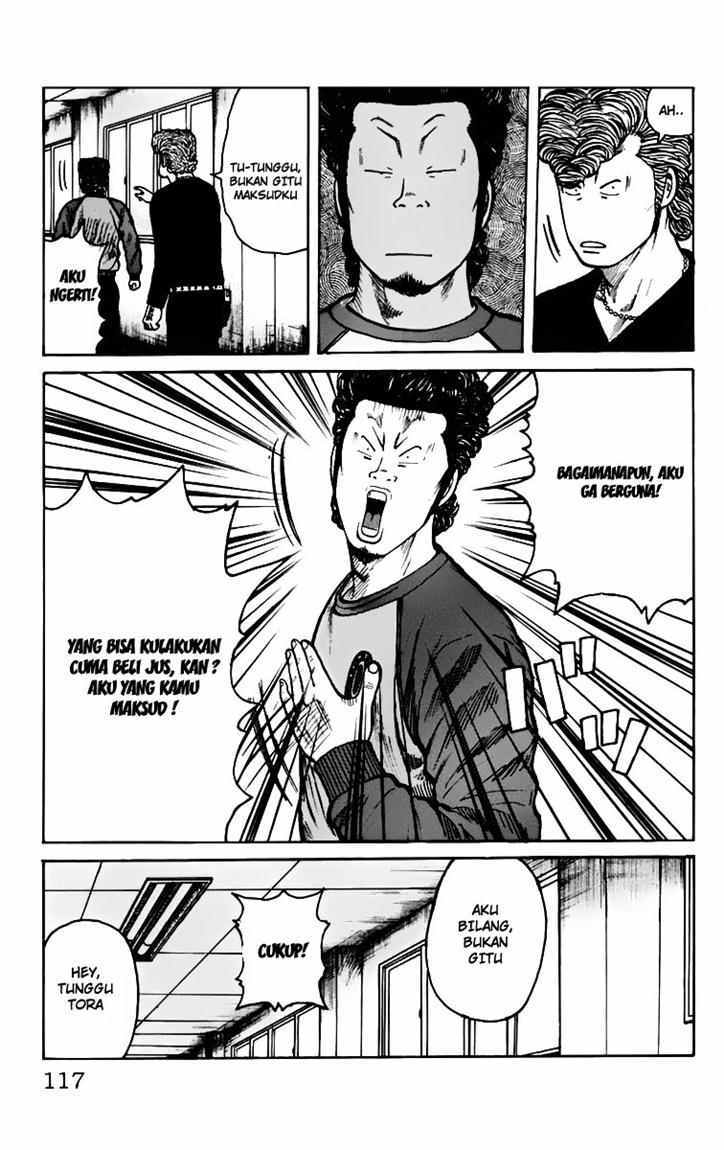 AH..
TU-TUNGGU,
BUKAN GITU
MAKSUDKU
AKU
NGERTI!
BAGAIMANAPUN, AKU
GA BERGUNA!
YANG BISA KULAKUKAN
CUMA BELI JUS, KAN ?
AKU YANG KAMU
MAKSUD !
AKU
BILANG,
BUKAN
GITU
CUKUP!
HEY,
TUNGGU
TORA
117